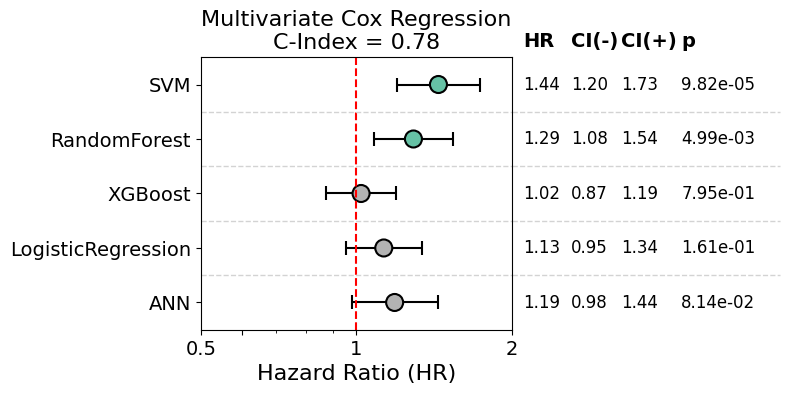 Multivariate Cox Regression
C-Index = 0.78
HR CI(-) CI(+) p
SVM 1.44 1.20 1.73 9.82e-05
RandomForest 1.29 1.08 1.54 4.99e-03
XGBoost 1.02 0.87 1.19 7.95e-01
LogisticRegression 1.13 0.95 1.34 1.61e-01
ANN 1.19 0.98 1.44 8.14e-02
0.5 1 2
Hazard Ratio (HR)